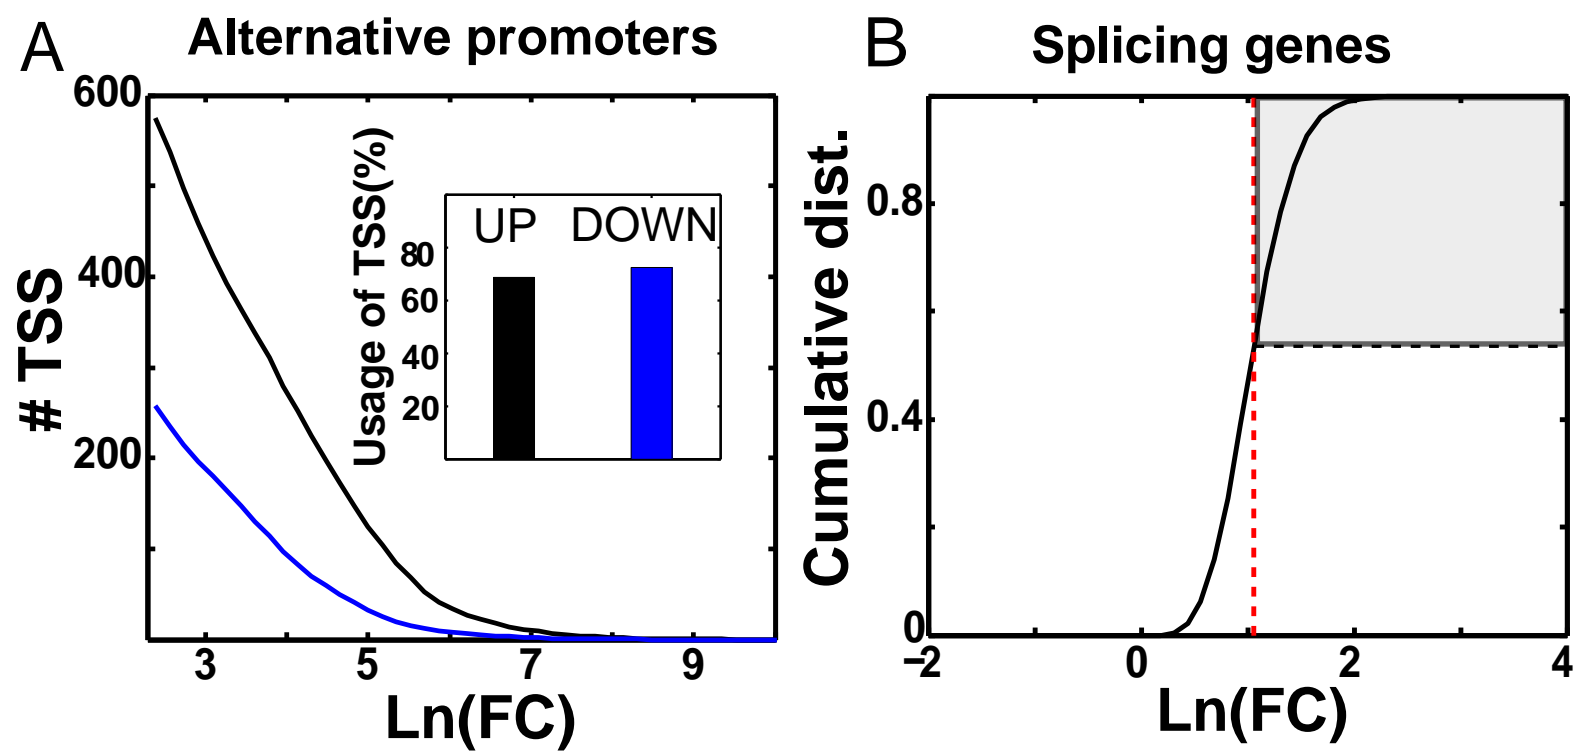 A
Alternative promoters
# TSS
600
400
200
3
5
7
9
Ln(FC)
Usage of TSS(%)
80
60
40
20
UP
DOWN
B
Splicing genes
Cumulative dist.
0.8
0.4
0
−2
0
2
4
Ln(FC)